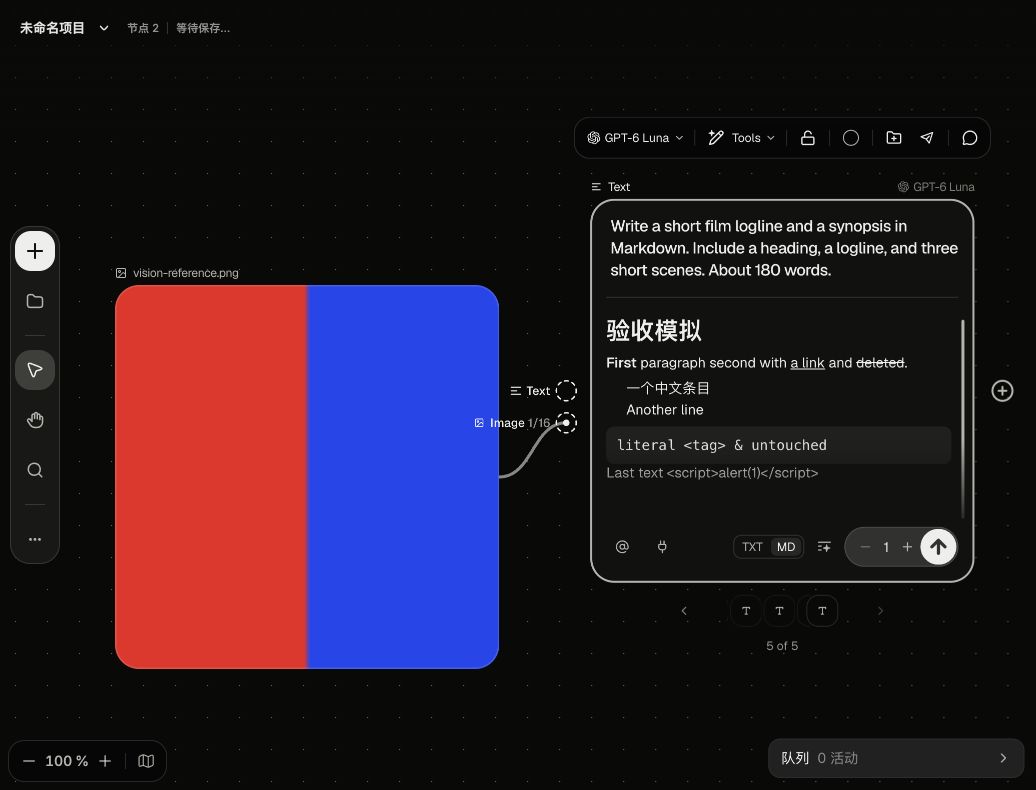 未命名项目
节点 2
等待保存...
GPT-6 Luna
Tools
Text
GPT-6 Luna
Write a short film logline and a synopsis in
Markdown. Include a heading, a logline, and three
short scenes. About 180 words.
vision-reference.png
验收模拟
First paragraph second with a link and deleted.
一个中文条目
Another line
literal <tag> & untouched
Last text <script>alert(1)</script>
Text
Image 1/16
TXT MD
1
T T T
5 of 5
100 %
队列 0 活动